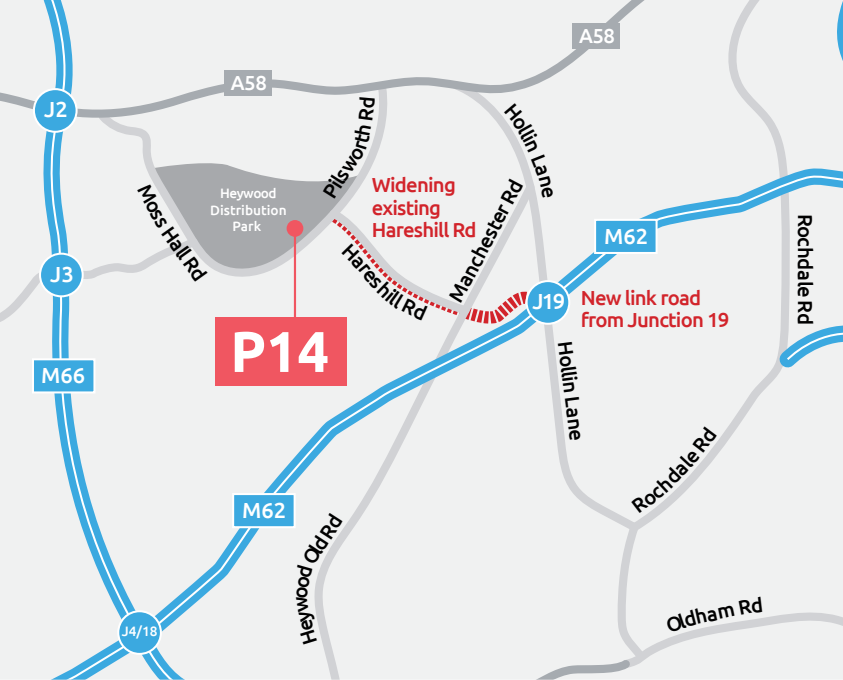 A58
A58
J2
Pilsworth Rd
Hollin Lane
Heywood
Distribution
Park
Widening
existing
Hareshill Rd
Moss Hall Rd
Manchester Rd
M62
Rochdale Rd
J3
Hareshill Rd
J19
New link road
from Junction 19
P14
M66
Hollin Lane
Rochdale Rd
M62
Heywood Old Rd
J4/18
Oldham Rd